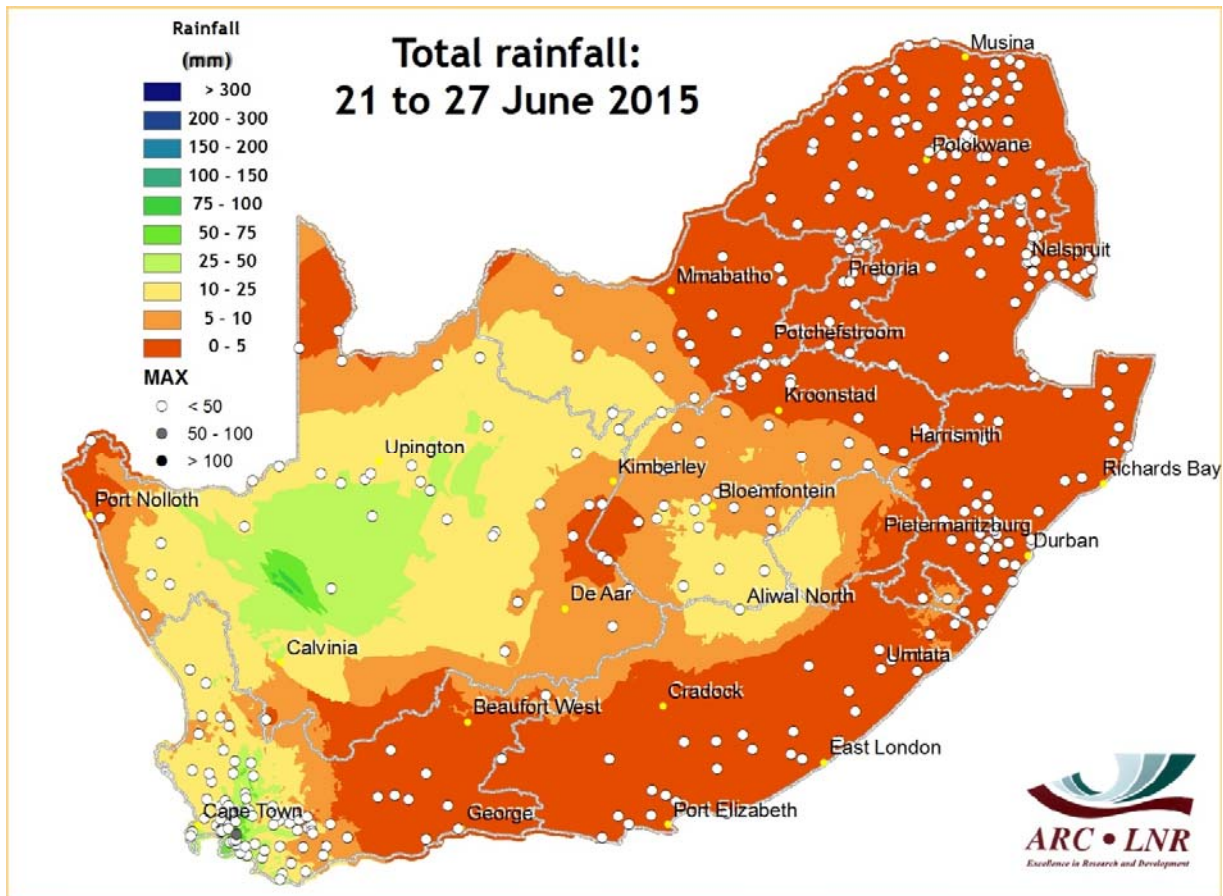 Rainfall
(mm)
> 300
200 - 300
150 - 200
100 - 150
75 - 100
50 - 75
25 - 50
10 - 25
5 - 10
0 - 5
MAX
< 50
50 - 100
> 100
Total rainfall:
21 to 27 June 2015
Musina
Polokwane
Nelspruit
Mmabatho
Pretoria
Potchefstroom
Kroonstad
Harrismith
Upington
Kimberley
Richards Bay
Port Nolloth
Bloemfontein
Pietermaritzburg
Durban
De Aar
Aliwal North
Calvinia
Umtata
Cradock
Beaufort West
East London
Cape Town
George
Port Elizabeth
ARC • LNR
Excellence in Research and Development